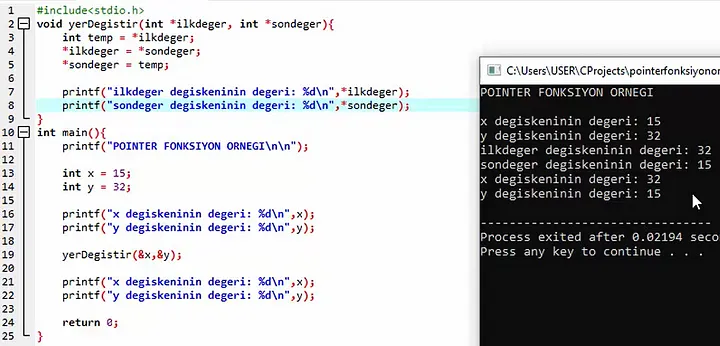 1 #include<stdio.h>
2 void yerDegistir(int *ilkdeger, int *sondeger){
3 int temp = *ilkdeger;
4 *ilkdeger = *sondeger;
5 *sondeger = temp;
6
7 printf("ilkdeger degiskeninin degeri: %d\n",*ilkdeger);
8 printf("sondeger degiskeninin degeri: %d\n",*sondeger);
9 }
10 int main(){
11 printf("POINTER FONKSIYON ORNEGI\n\n");
12
13 int x = 15;
14 int y = 32;
15
16 printf("x degiskeninin degeri: %d\n",x);
17 printf("y degiskeninin degeri: %d\n",y);
18
19 yerDegistir(&x,&y);
20
21 printf("x degiskeninin degeri: %d\n",x);
22 printf("y degiskeninin degeri: %d\n",y);
23
24 return 0;
25 }
C:\Users\USER\CProjects\pointerfonksiyonor
POINTER FONKSIYON ORNEGI
x degiskeninin degeri: 15
y degiskeninin degeri: 32
ilkdeger degiskeninin degeri: 32
sondeger degiskeninin degeri: 15
x degiskeninin degeri: 32
y degiskeninin degeri: 15
--------------------------------
Process exited after 0.02194 seco
Press any key to continue . . .